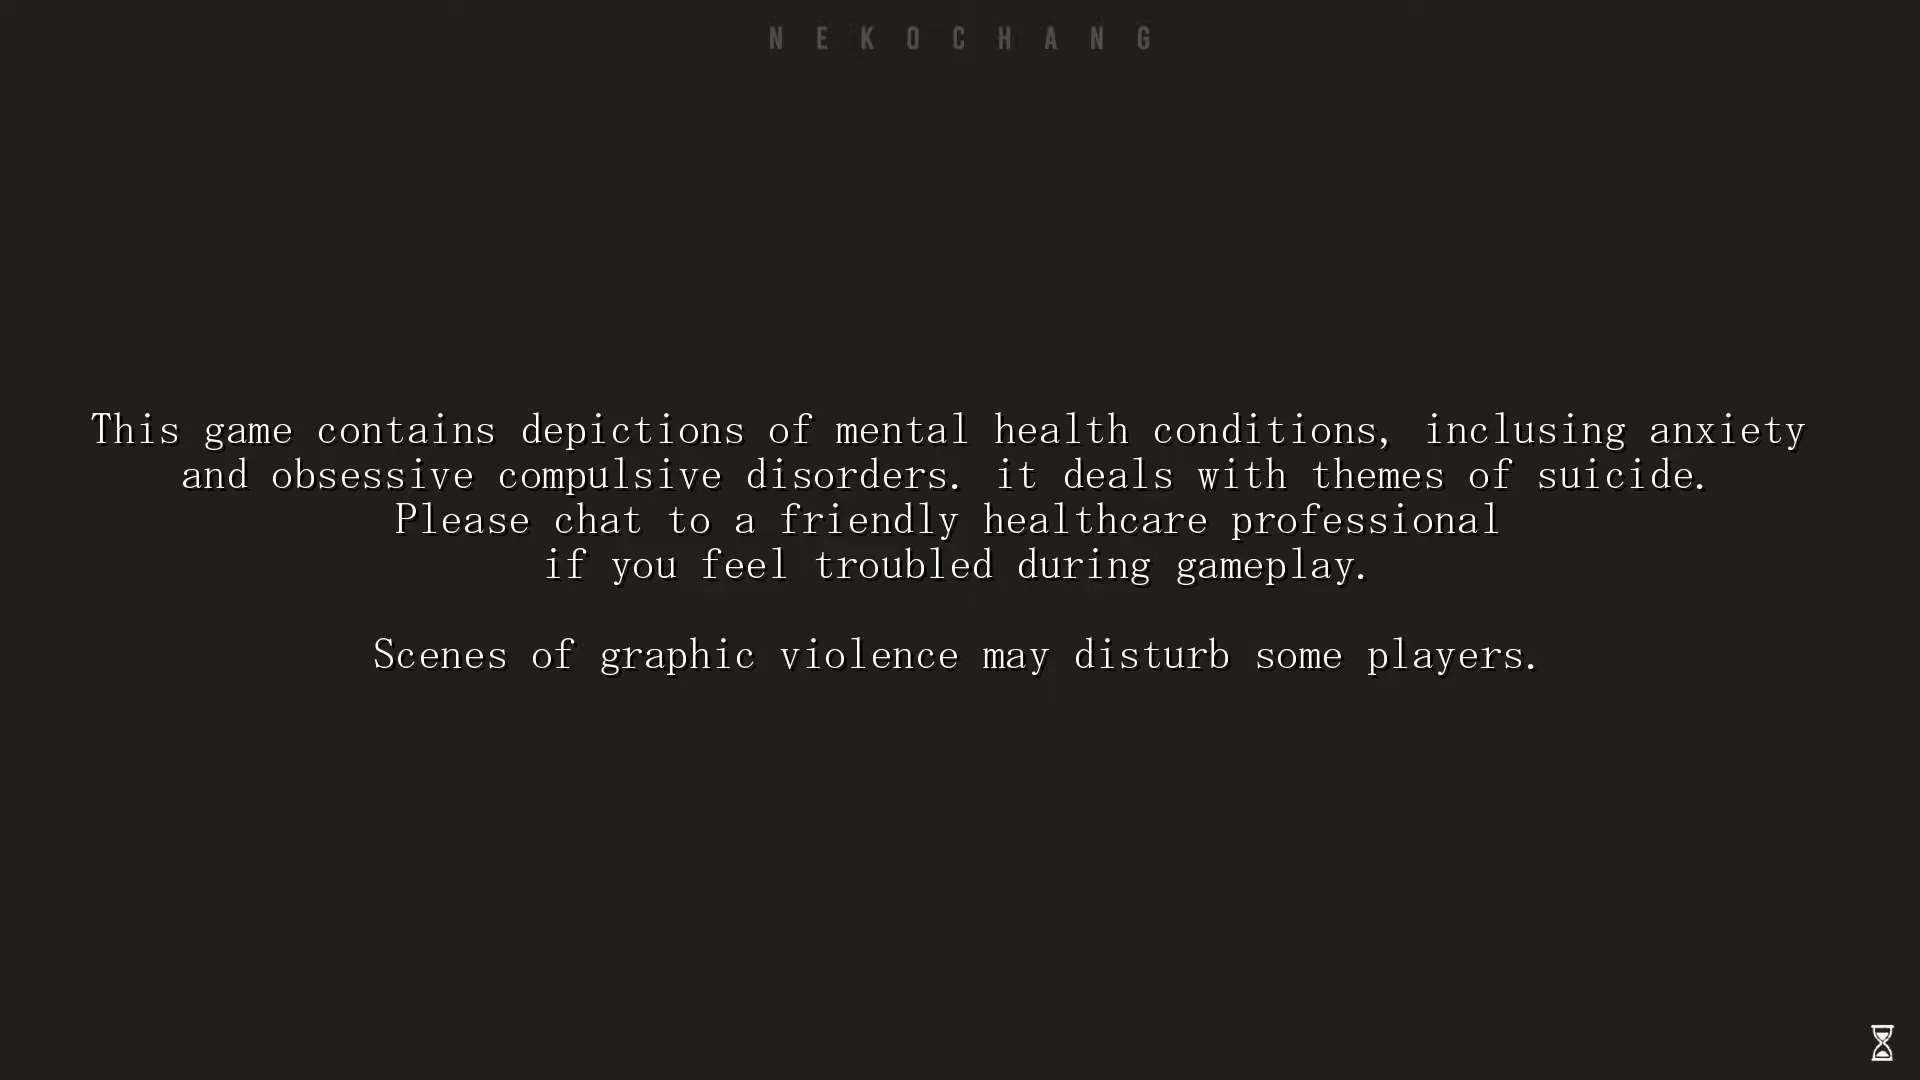 NEKOCHANG
This game contains depictions of mental health conditions, inclusing anxiety
and obsessive compulsive disorders. it deals with themes of suicide.
Please chat to a friendly healthcare professional
if you feel troubled during gameplay.
Scenes of graphic violence may disturb some players.